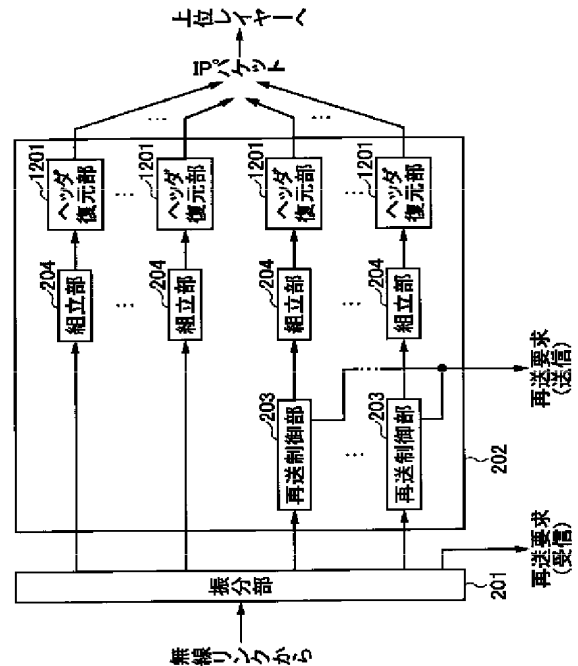 無線リンクから
振分部
201
再送要求
(受信)
202
再送制御部
203
再送制御部
203
再送要求
(送信)
組立部
204
組立部
204
組立部
204
組立部
204
ヘッダ
復元部
1201
ヘッダ
復元部
1201
ヘッダ
復元部
1201
ヘッダ
復元部
1201
IPパケット
上位レイヤーへ